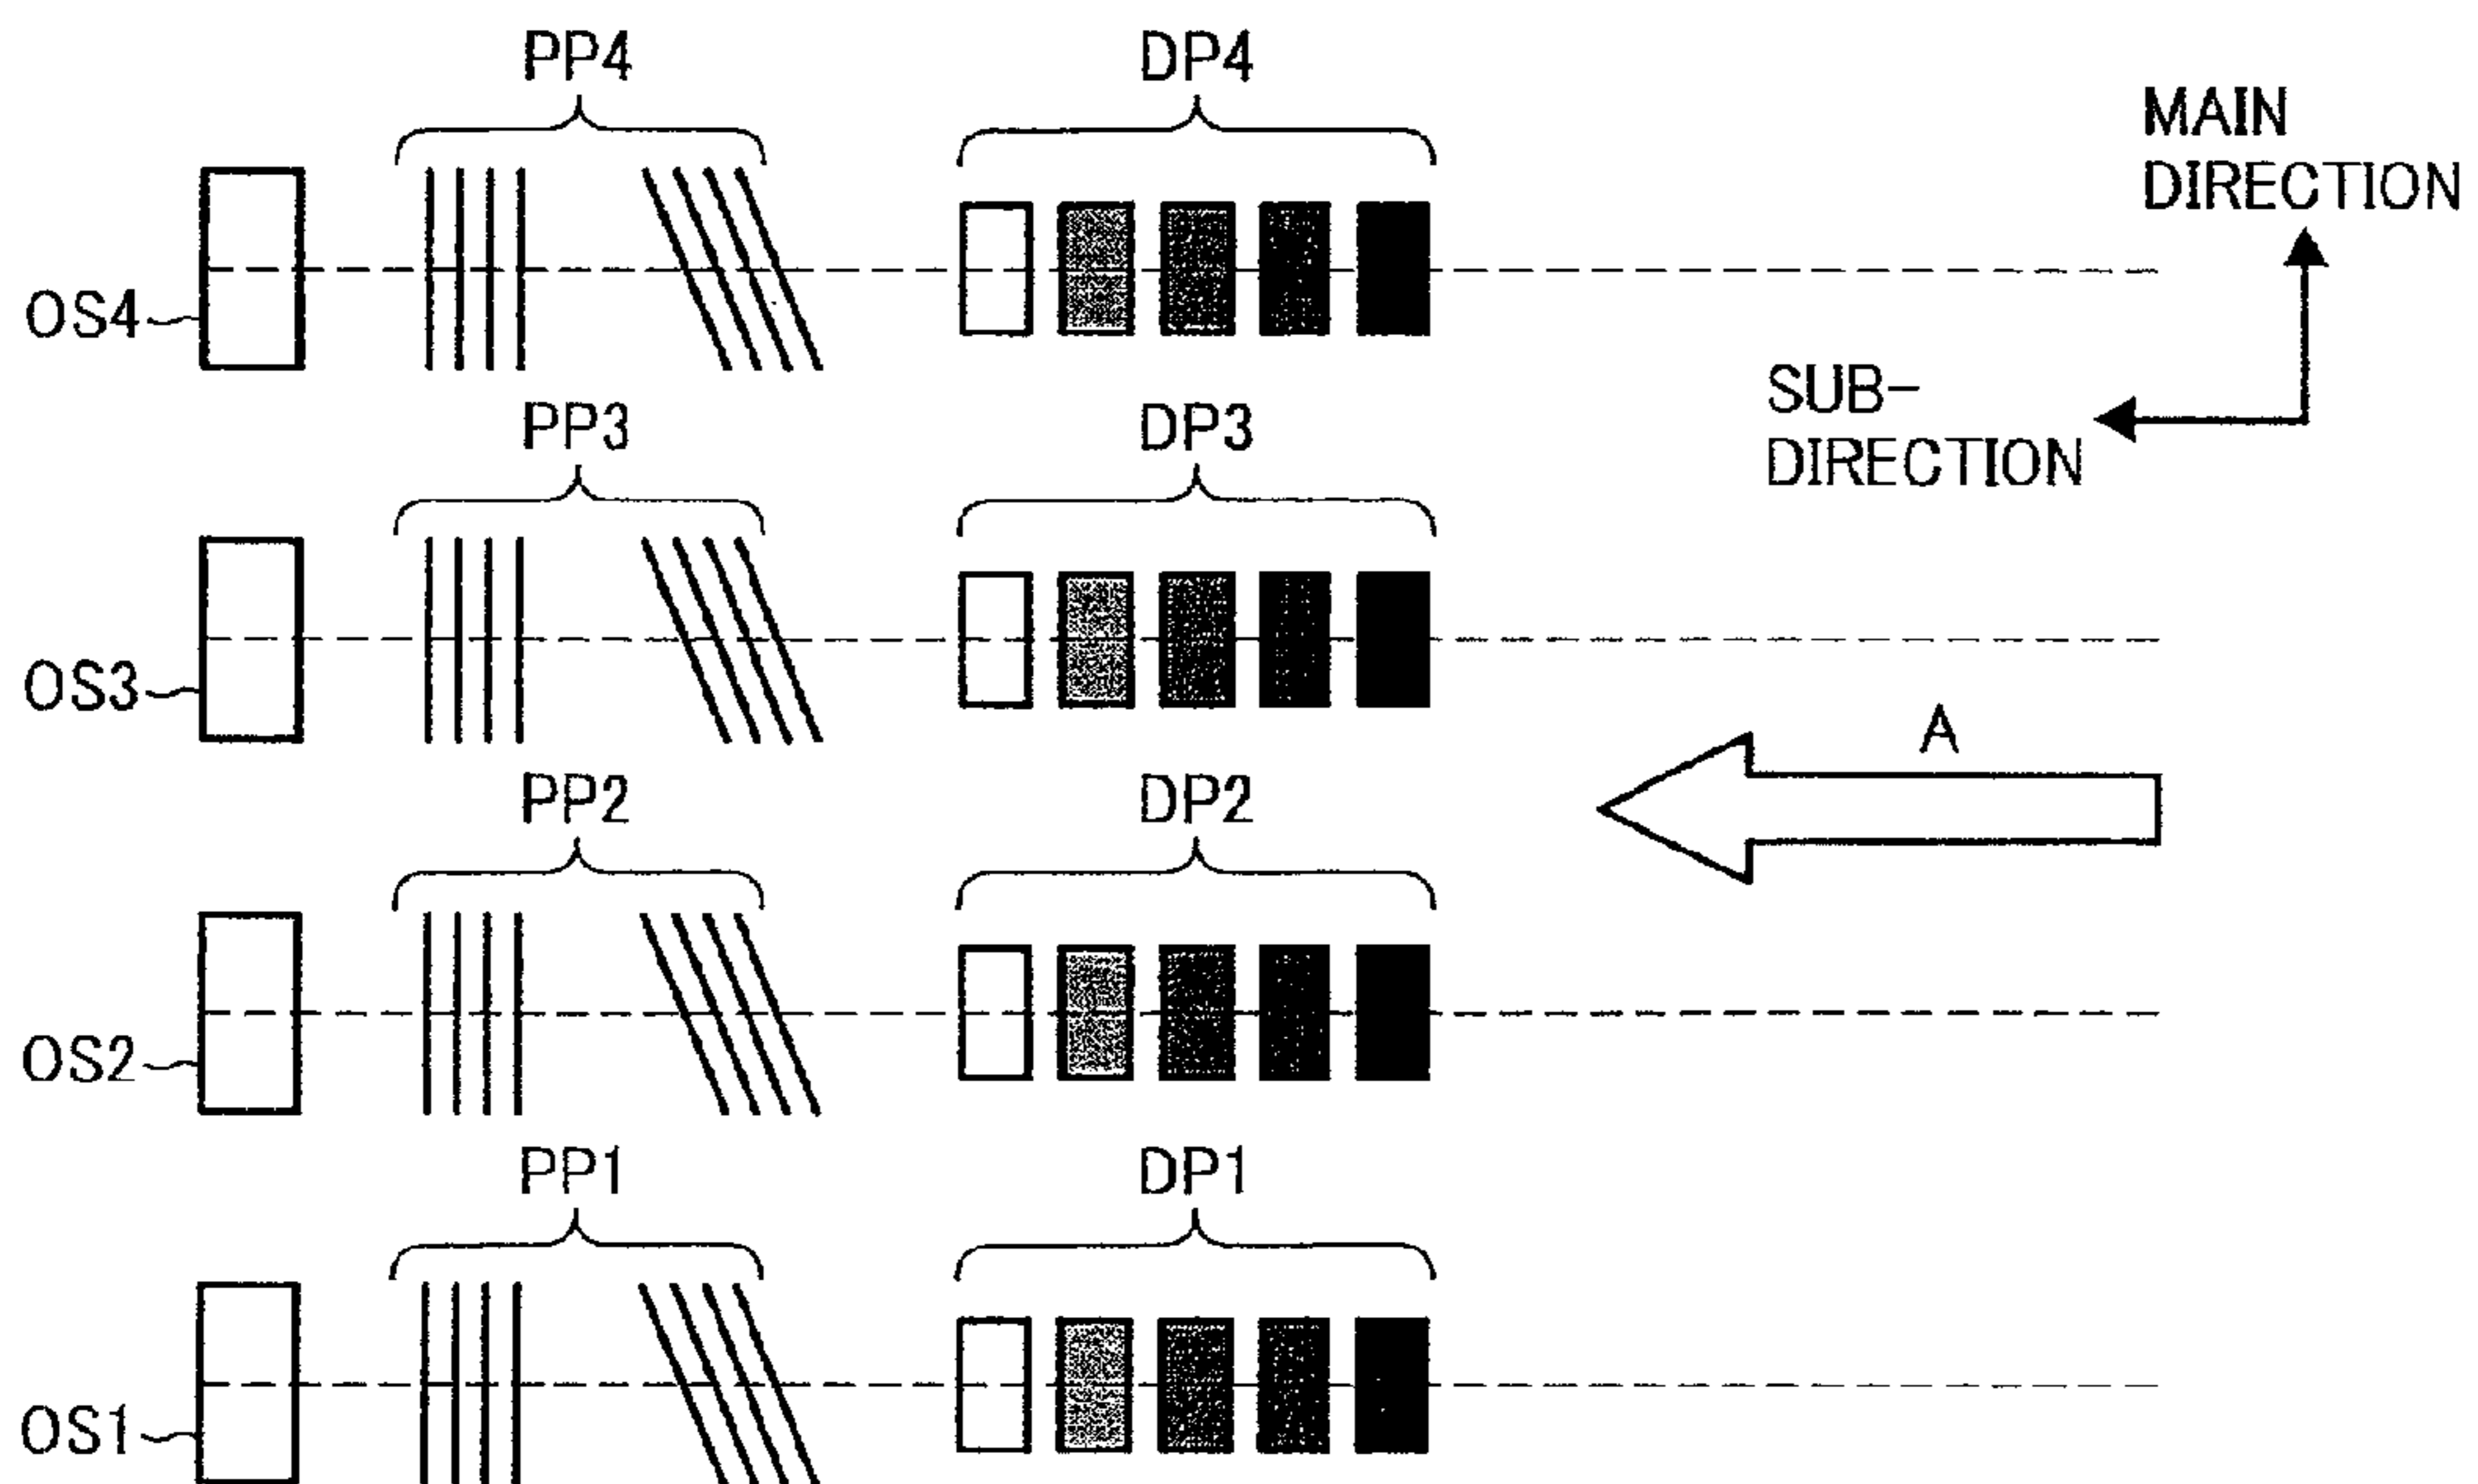 PP4 DP4
MAIN
DIRECTION
OS4
SUB-
DIRECTION
PP3 DP3
OS3
A
PP2 DP2
OS2
PP1 DP1
OS1